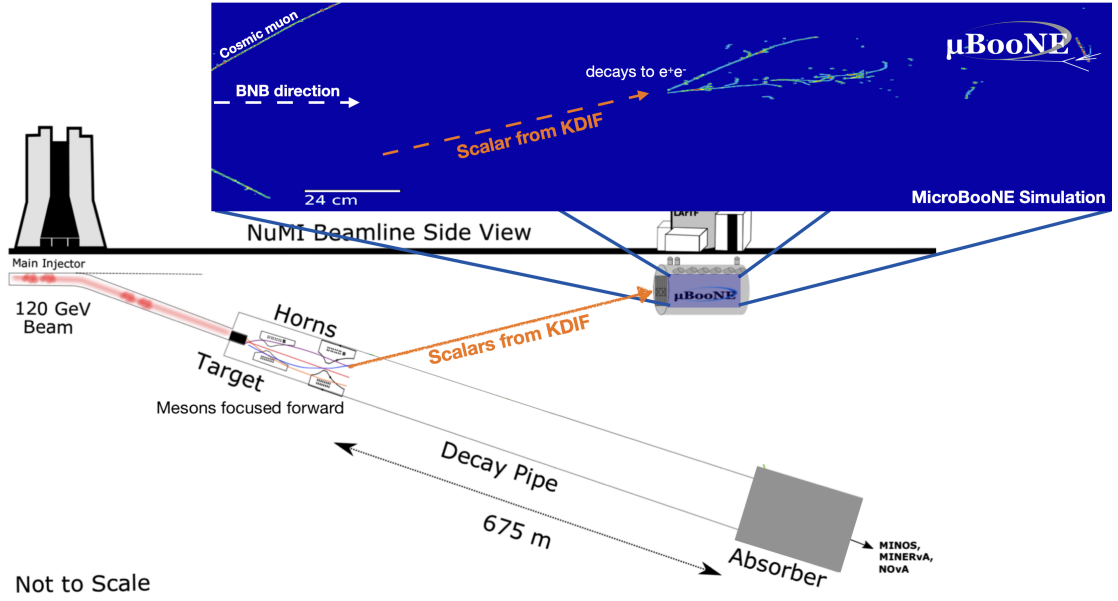 Cosmic muon
µBooNE
decays to e⁺e⁻
BNB direction
Scalar from KDIF
24 cm
MicroBooNE Simulation
LArTF
NuMI Beamline Side View
Main Injector
µBooNE
120 GeV
Beam
Horns
Scalars from KDIF
Target
Mesons focused forward
Decay Pipe
675 m
MINOS,
MINERvA,
NOvA
Absorber
Not to Scale